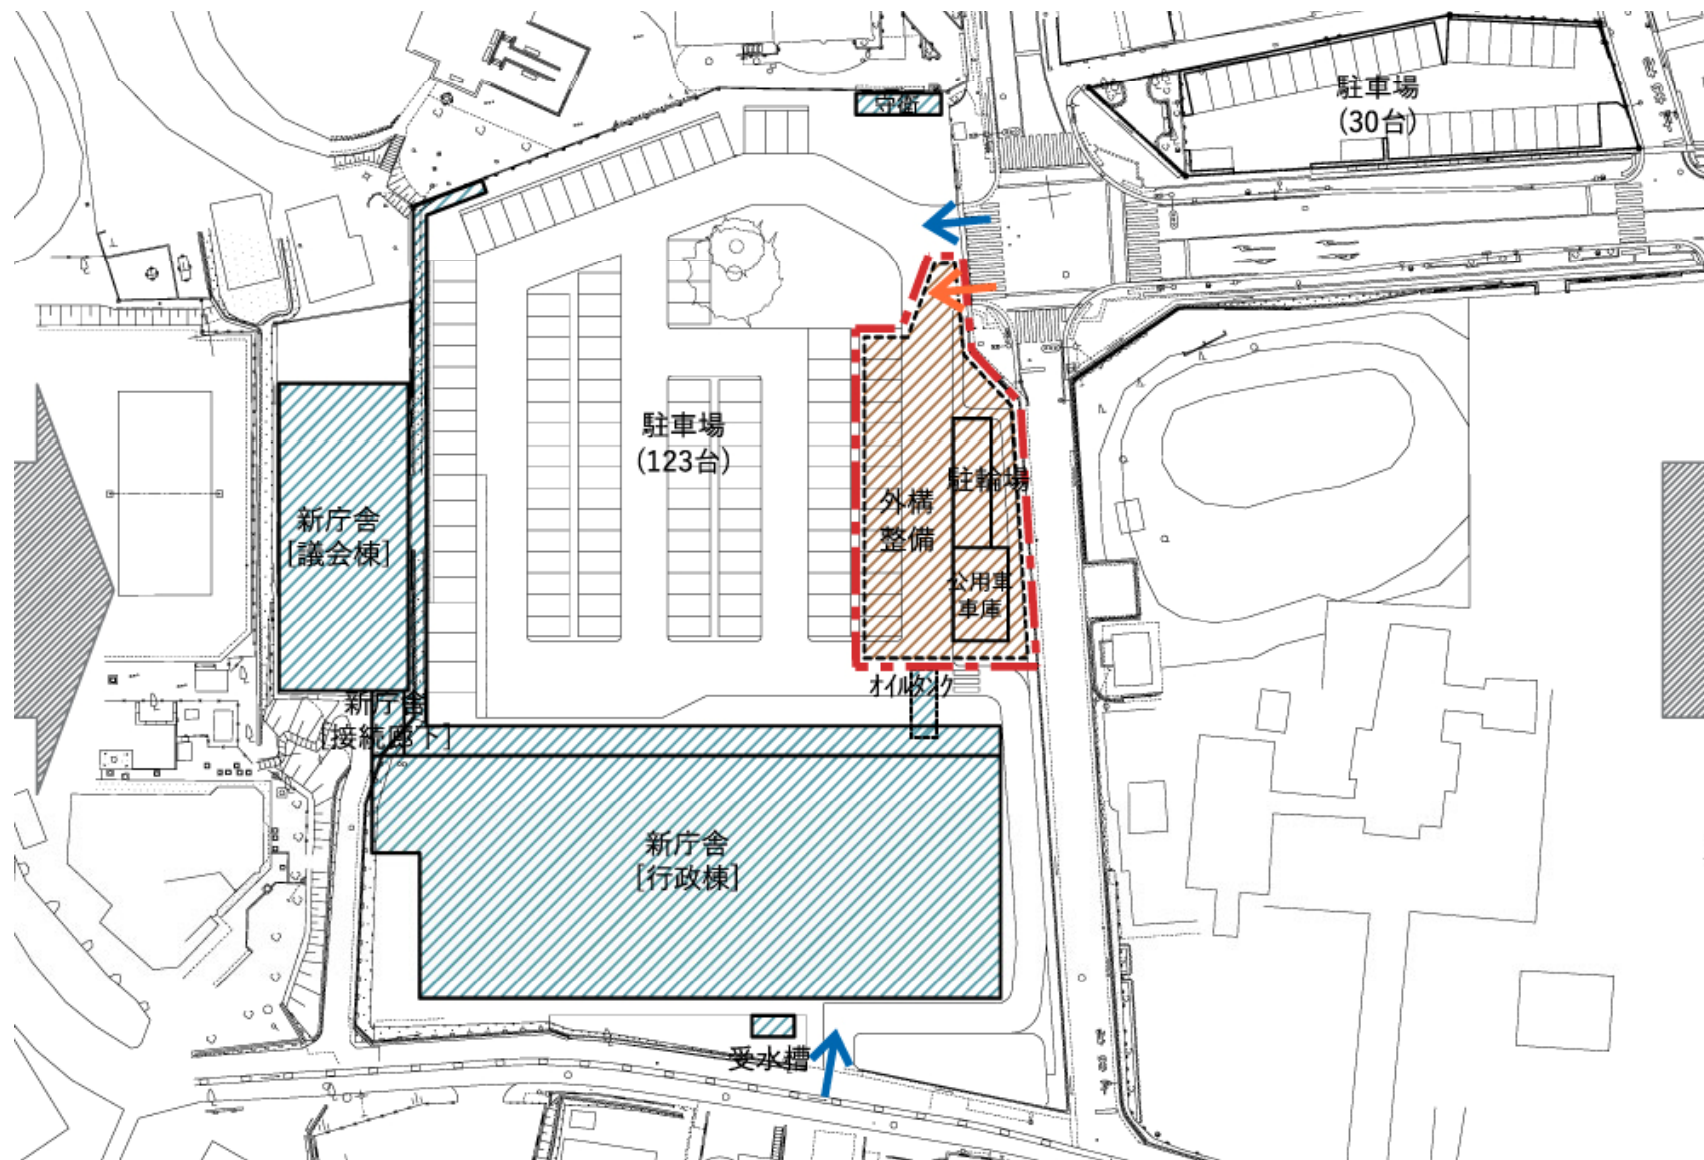 守衛
駐車場
(30台)
駐車場
(123台)
駐輪場
外構
整備
公用車
車庫
新庁舎
[議会棟]
オイルタンク
新庁舎
[接続廊下]
新庁舎
[行政棟]
受水槽